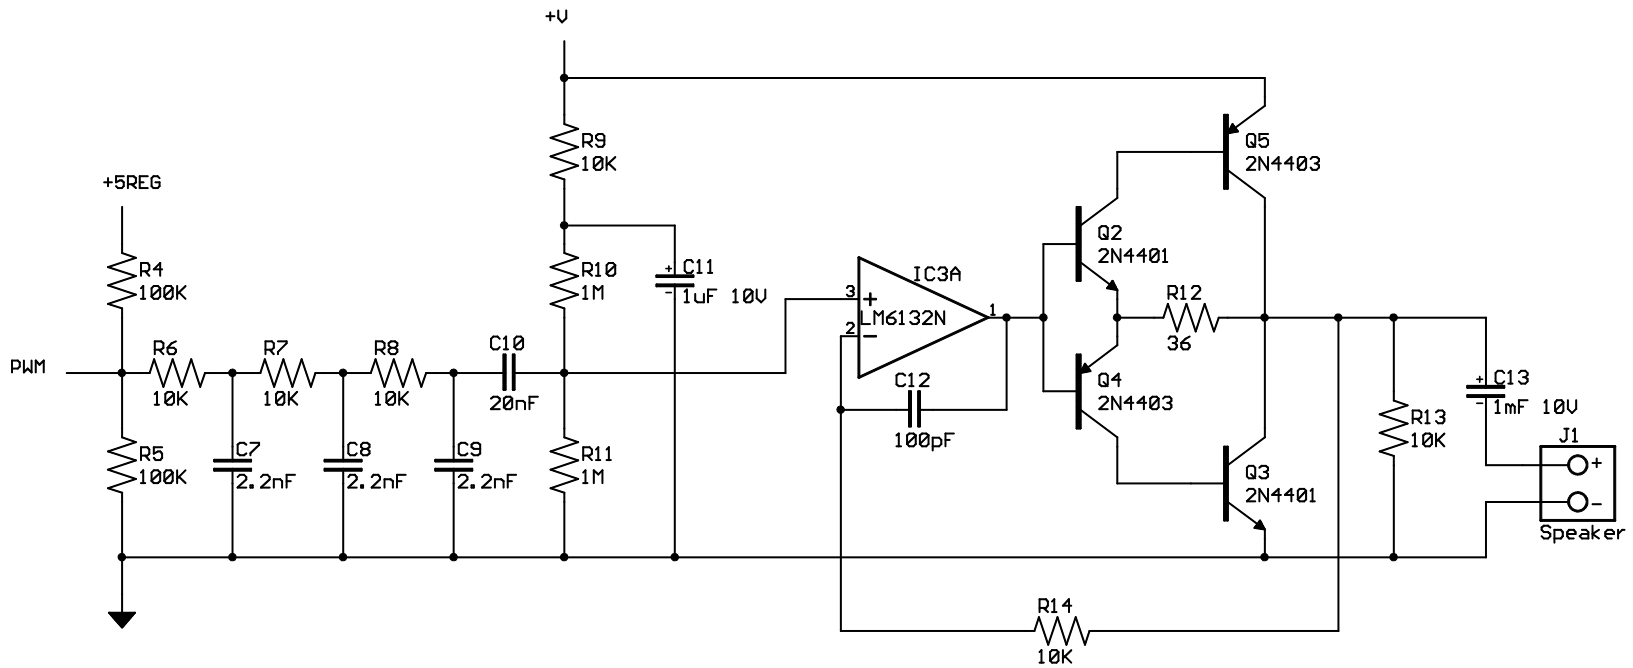 +V
R9
10K
Q5
2N4403
+5REG
R4
100K
R10
1M
+ C11
- 1uF 10V
Q2
2N4401
IC3A
3
+
LM6132N
2
-
1
R12
36
PWM
R6
10K
R7
10K
R8
10K
C10
20nF
C12
100pF
Q4
2N4403
+ C13
- 1mF 10V
R13
10K
J1
+
-
Speaker
R5
100K
C7
2.2nF
C8
2.2nF
C9
2.2nF
R11
1M
Q3
2N4401
R14
10K